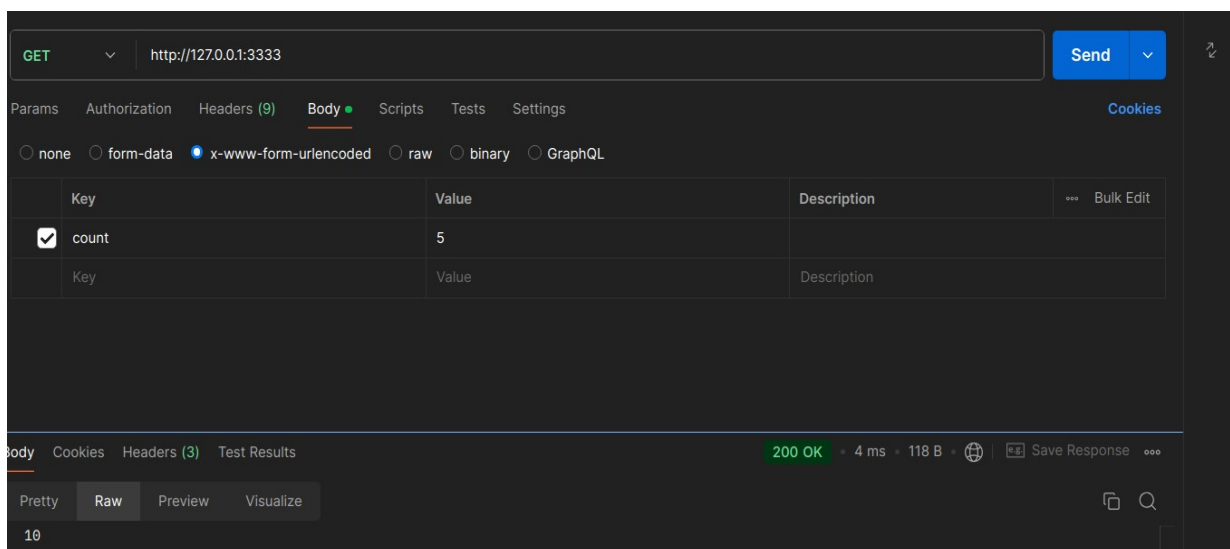 GET http://127.0.0.1:3333 Send
Params Authorization Headers (9) Body Scripts Tests Settings Cookies
none form-data x-www-form-urlencoded raw binary GraphQL
Key Value Description Bulk Edit
count 5
Key Value Description
Body Cookies Headers (3) Test Results 200 OK 4 ms 118 B e.g. Save Response
Pretty Raw Preview Visualize
10